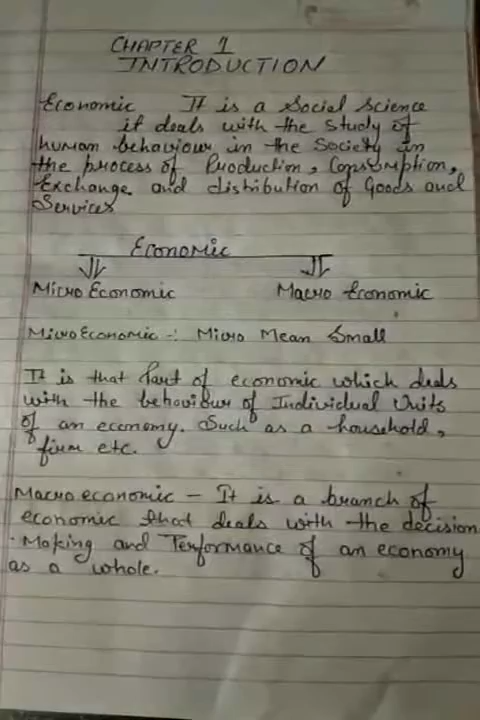 CHAPTER 1
INTRODUCTION
Economic It is a Social Science
it deals with the study of
human behaviour in the Society in
the process of Production, Consumption,
Exchange and distribution of Goods and
Services
Economic
Micro Economic Macro Economic
MicroEconomic -: Micro Mean Small
It is that Part of economic which deals
with the behaviour of Individual Units
of an economy. Such as a household,
firm etc.
Macroeconomic - It is a branch of
economic that deals with the decision
- Making and Performance of an economy
as a whole.